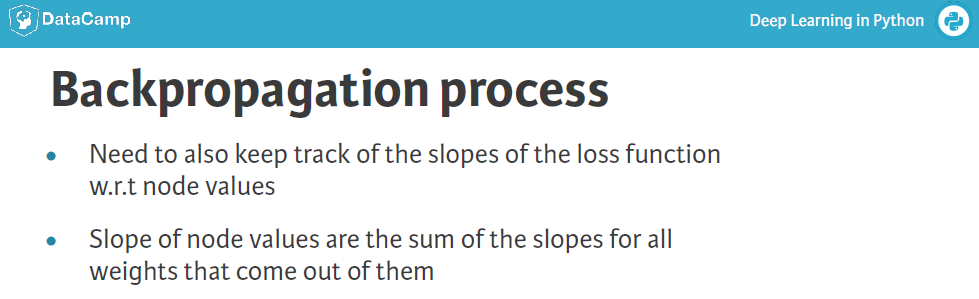 DataCamp
Deep Learning in Python
Backpropagation process
• Need to also keep track of the slopes of the loss function
w.r.t node values
• Slope of node values are the sum of the slopes for all
weights that come out of them